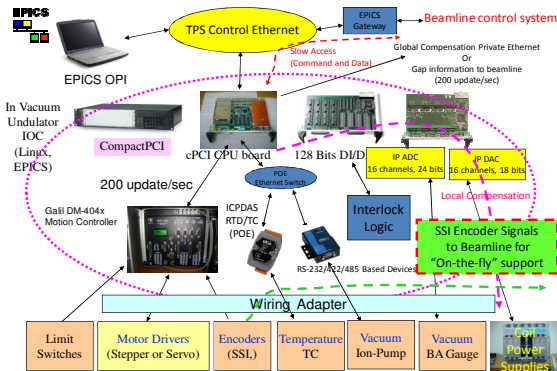 EPICS
EPICS OPI
TPS Control Ethernet
EPICS
Gateway
Beamline control system
Slow Access
(Command and Data)
Global Compensation Private Ethernet
Or
Gap information to beamline
(200 update/sec)
In Vacuum
Undulator
IOC
(Linux,
EPICS)
CompactPCI
cPCI CPU board
128 Bits DI/D
IP ADC
16 channels, 24 bits
IP DAC
16 channels, 18 bits
200 update/sec
POE
Ethernet Switch
Local Compensation
Galil DM-404x
Motion Controller
ICPDAS
RTD/TC
(POE)
Interlock
Logic
SSI Encoder Signals
to Beamline for
“On-the-fly” support
RS-232/422/485 Based Devices
Wiring Adapter
Limit
Switches
Motor Drivers
(Stepper or Servo)
Encoders
(SSI,)
Temperature
TC
Vacuum
Ion-Pump
Vacuum
BA Gauge
Coil
Power
Supplies